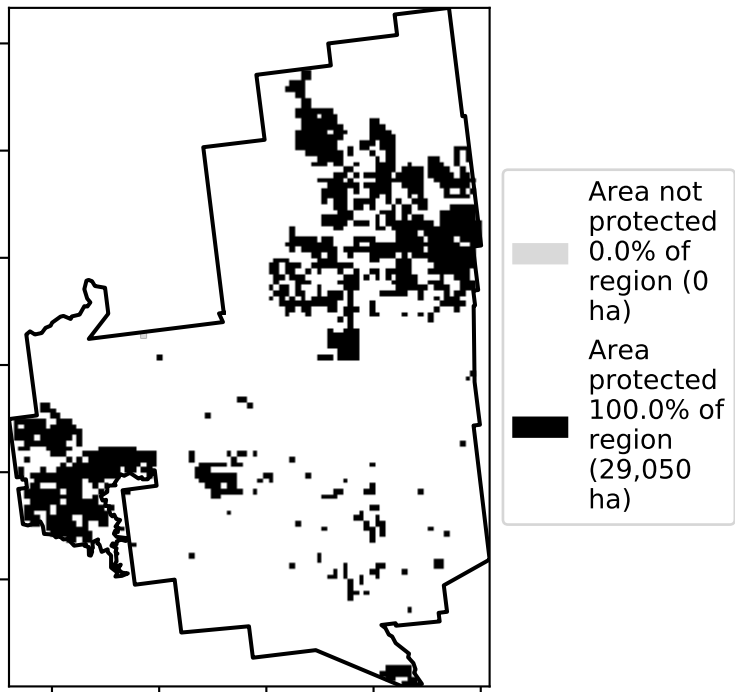 Area not
protected
0.0% of
region (0
ha)
Area
protected
100.0% of
region
(29,050
ha)